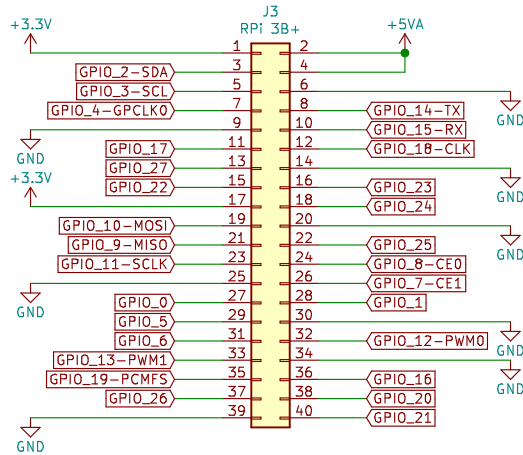 J3
RPi 3B+
+3.3V
+5VA
1 2
GPIO_2-SDA 3 4
GPIO_3-SCL 5 6
GND
GPIO_4-GPCLK0 7 8 GPIO_14-TX
9 10 GPIO_15-RX
GND
GPIO_17 11 12 GPIO_18-CLK
GPIO_27 13 14
+3.3V
GPIO_22 15 16 GPIO_23
GND
17 18 GPIO_24
GPIO_10-MOSI 19 20
GPIO_9-MISO 21 22 GPIO_25
GND
GPIO_11-SCLK 23 24 GPIO_8-CE0
25 26 GPIO_7-CE1
GND
GPIO_0 27 28 GPIO_1
GPIO_5 29 30
GPIO_6 31 32 GPIO_12-PWM0
GND
GPIO_13-PWM1 33 34
GPIO_19-PCMFS 35 36 GPIO_16
GND
GPIO_26 37 38 GPIO_20
39 40 GPIO_21
GND